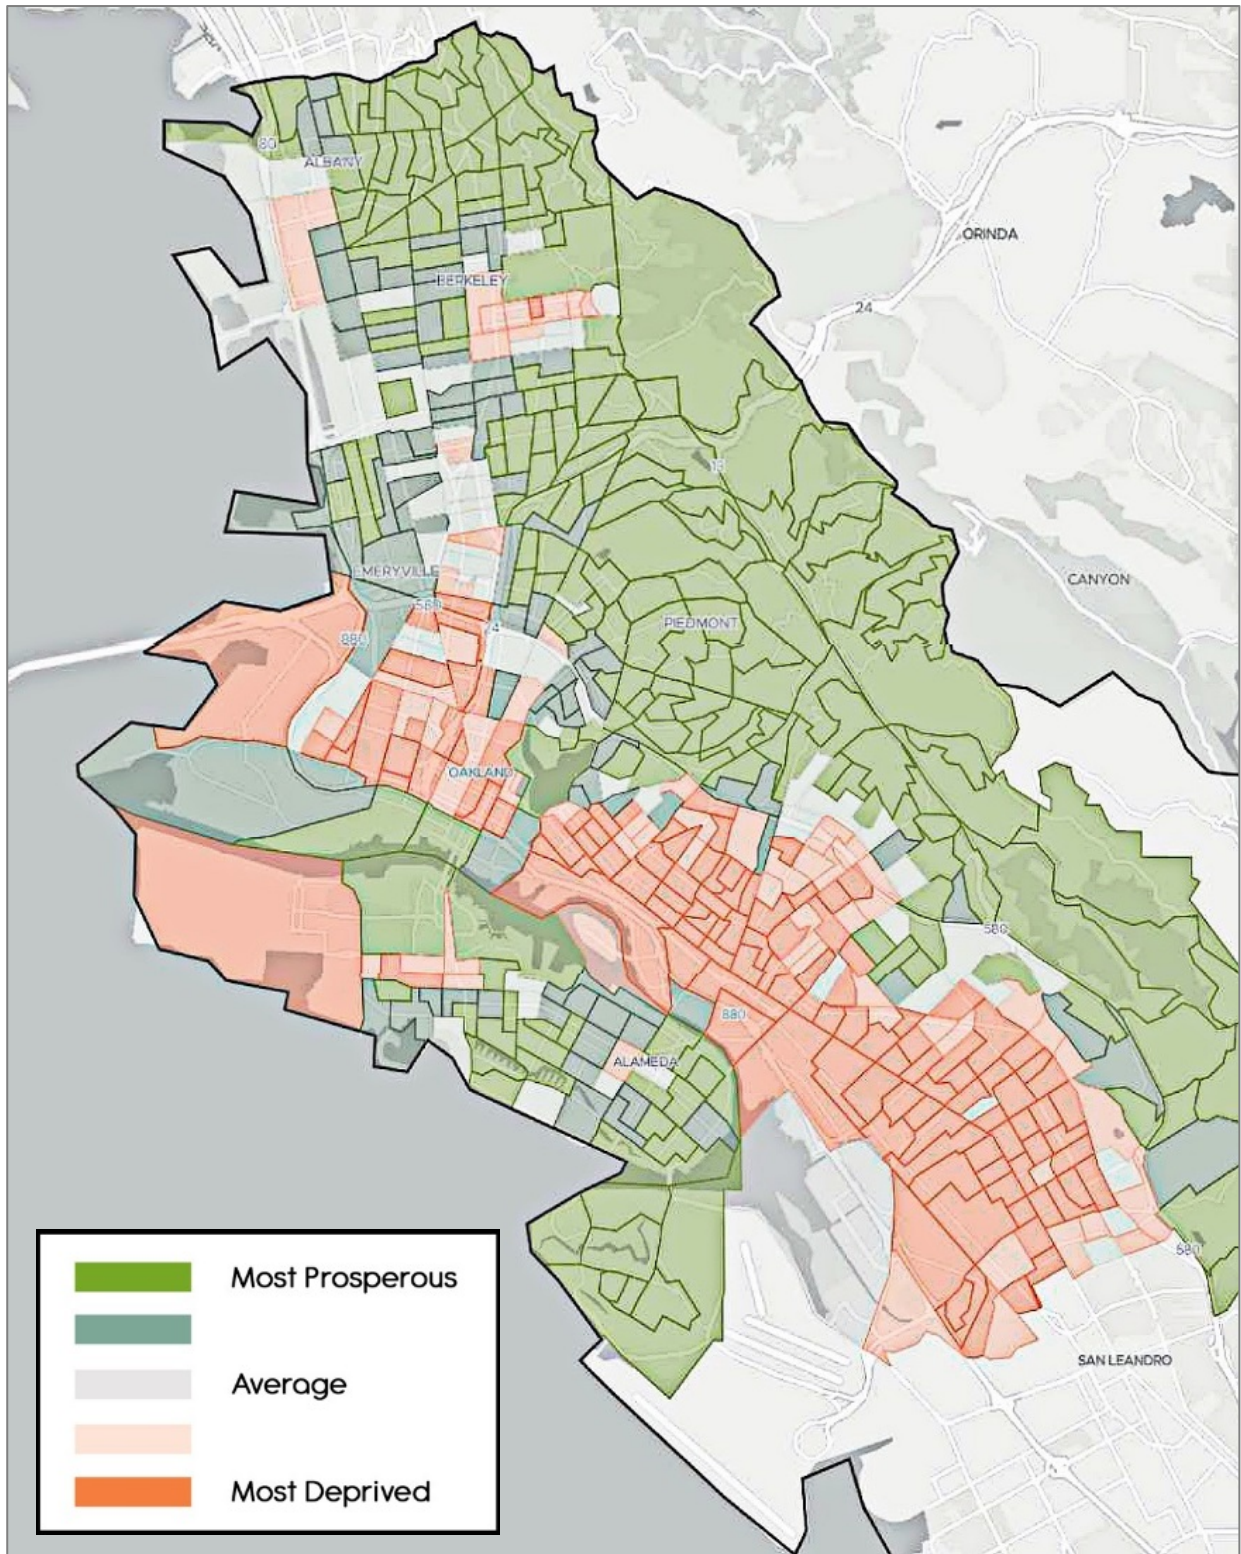 80
ALBANY
ORINDA
BERKELEY
24
13
EMERYVILLE
CANYON
580
880
PIEDMONT
OAKLAND
580
880
ALAMEDA
580
SAN LEANDRO
Most Prosperous
Average
Most Deprived